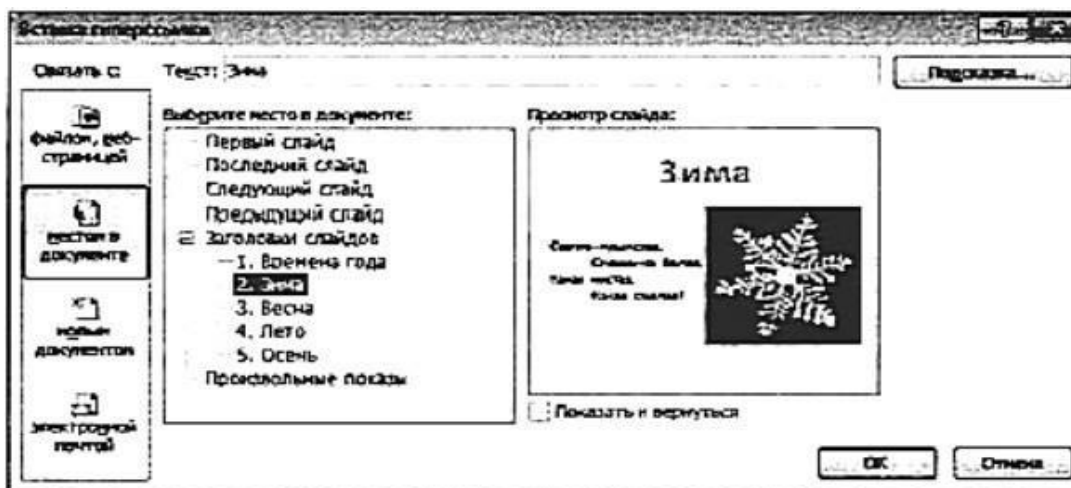 Вставка гиперссылки
Связать с:
Текст: Зима
Подсказка...
файлом, веб-
страницей
местом в
документе
новым
документом
электронной
почтой
Выберите место в документе:
Первый слайд
Последний слайд
Следующий слайд
Предыдущий слайд
Заголовки слайдов
1. Времена года
2. Зима
3. Весна
4. Лето
5. Осень
Произвольные показы
Просмотр слайда:
Зима
Показать и вернуться
ОК
Отмена